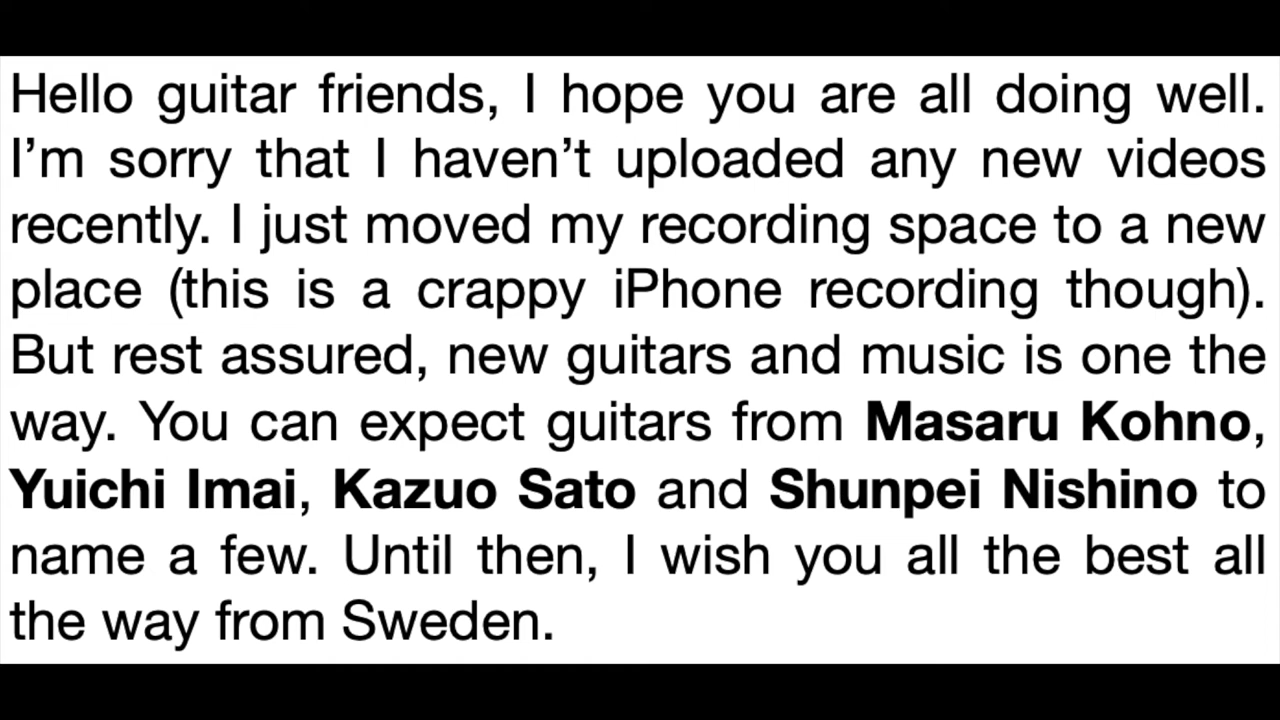 Hello guitar friends, I hope you are all doing well.
I’m sorry that I haven’t uploaded any new videos
recently. I just moved my recording space to a new
place (this is a crappy iPhone recording though).
But rest assured, new guitars and music is one the
way. You can expect guitars from Masaru Kohno,
Yuichi Imai, Kazuo Sato and Shunpei Nishino to
name a few. Until then, I wish you all the best all
the way from Sweden.